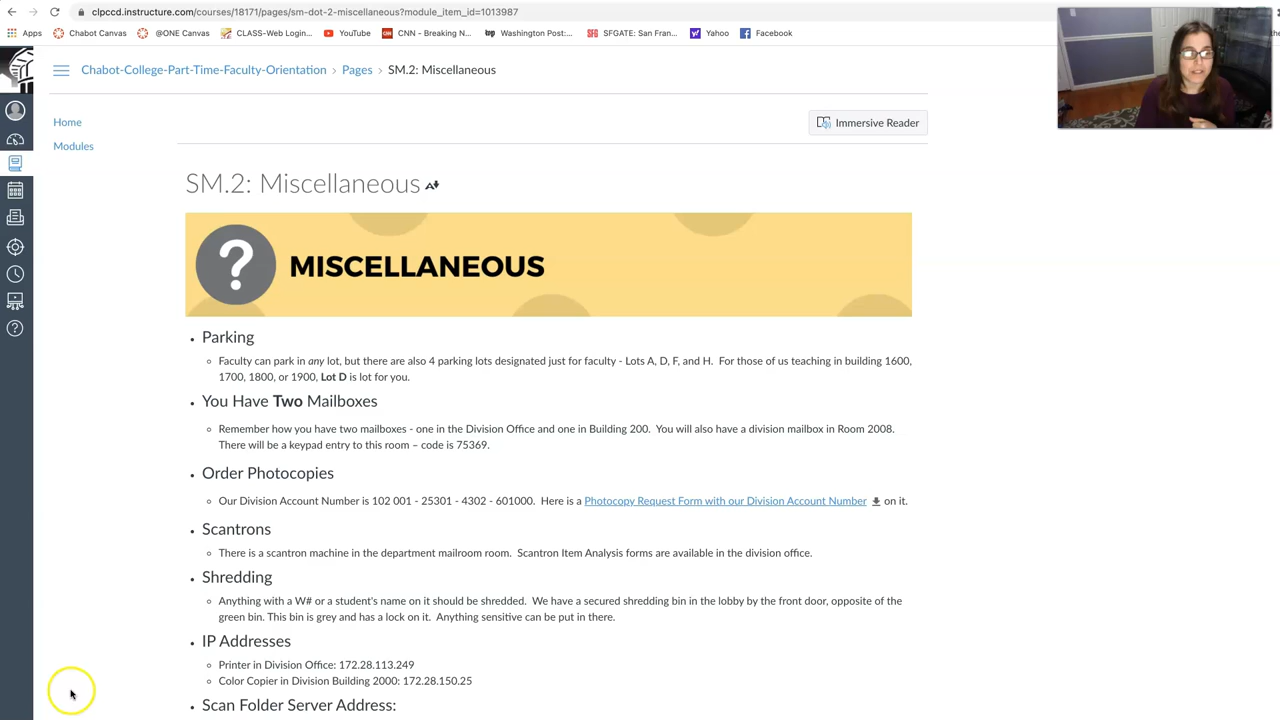 clpccd.instructure.com/courses/18171/pages/sm-dot-2-miscellaneous?module_item_id=1013987
Apps Chabot Canvas @ONE Canvas CLASS-Web Login... YouTube CNN - Breaking N... Washington Post:... SFGATE: San Fran... Yahoo Facebook
Chabot-College-Part-Time-Faculty-Orientation > Pages > SM.2: Miscellaneous
Home
Modules
Immersive Reader
SM.2: Miscellaneous
? MISCELLANEOUS
Parking
Faculty can park in any lot, but there are also 4 parking lots designated just for faculty - Lots A, D, F, and H. For those of us teaching in building 1600,
1700, 1800, or 1900, Lot D is lot for you.
You Have Two Mailboxes
Remember how you have two mailboxes - one in the Division Office and one in Building 200. You will also have a division mailbox in Room 2008.
There will be a keypad entry to this room – code is 75369.
Order Photocopies
Our Division Account Number is 102 001 - 25301 - 4302 - 601000. Here is a Photocopy Request Form with our Division Account Number on it.
Scantrons
There is a scantron machine in the department mailroom room. Scantron Item Analysis forms are available in the division office.
Shredding
Anything with a W# or a student's name on it should be shredded. We have a secured shredding bin in the lobby by the front door, opposite of the
green bin. This bin is grey and has a lock on it. Anything sensitive can be put in there.
IP Addresses
Printer in Division Office: 172.28.113.249
Color Copier in Division Building 2000: 172.28.150.25
Scan Folder Server Address: